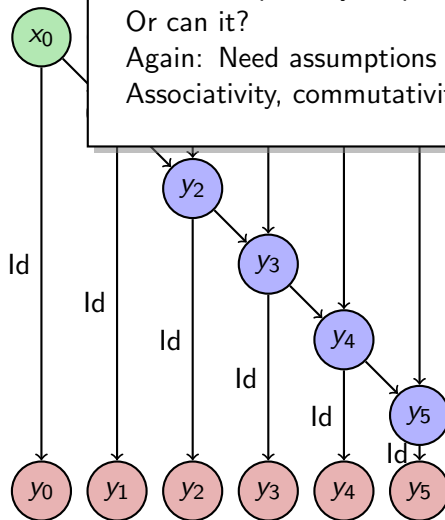 x0
Or can it?
Again: Need assumptions
Associativity, commutativit
y2
y3
Id
Id
y4
Id
Id
y5
Id
Id
y0 y1 y2 y3 y4 y5